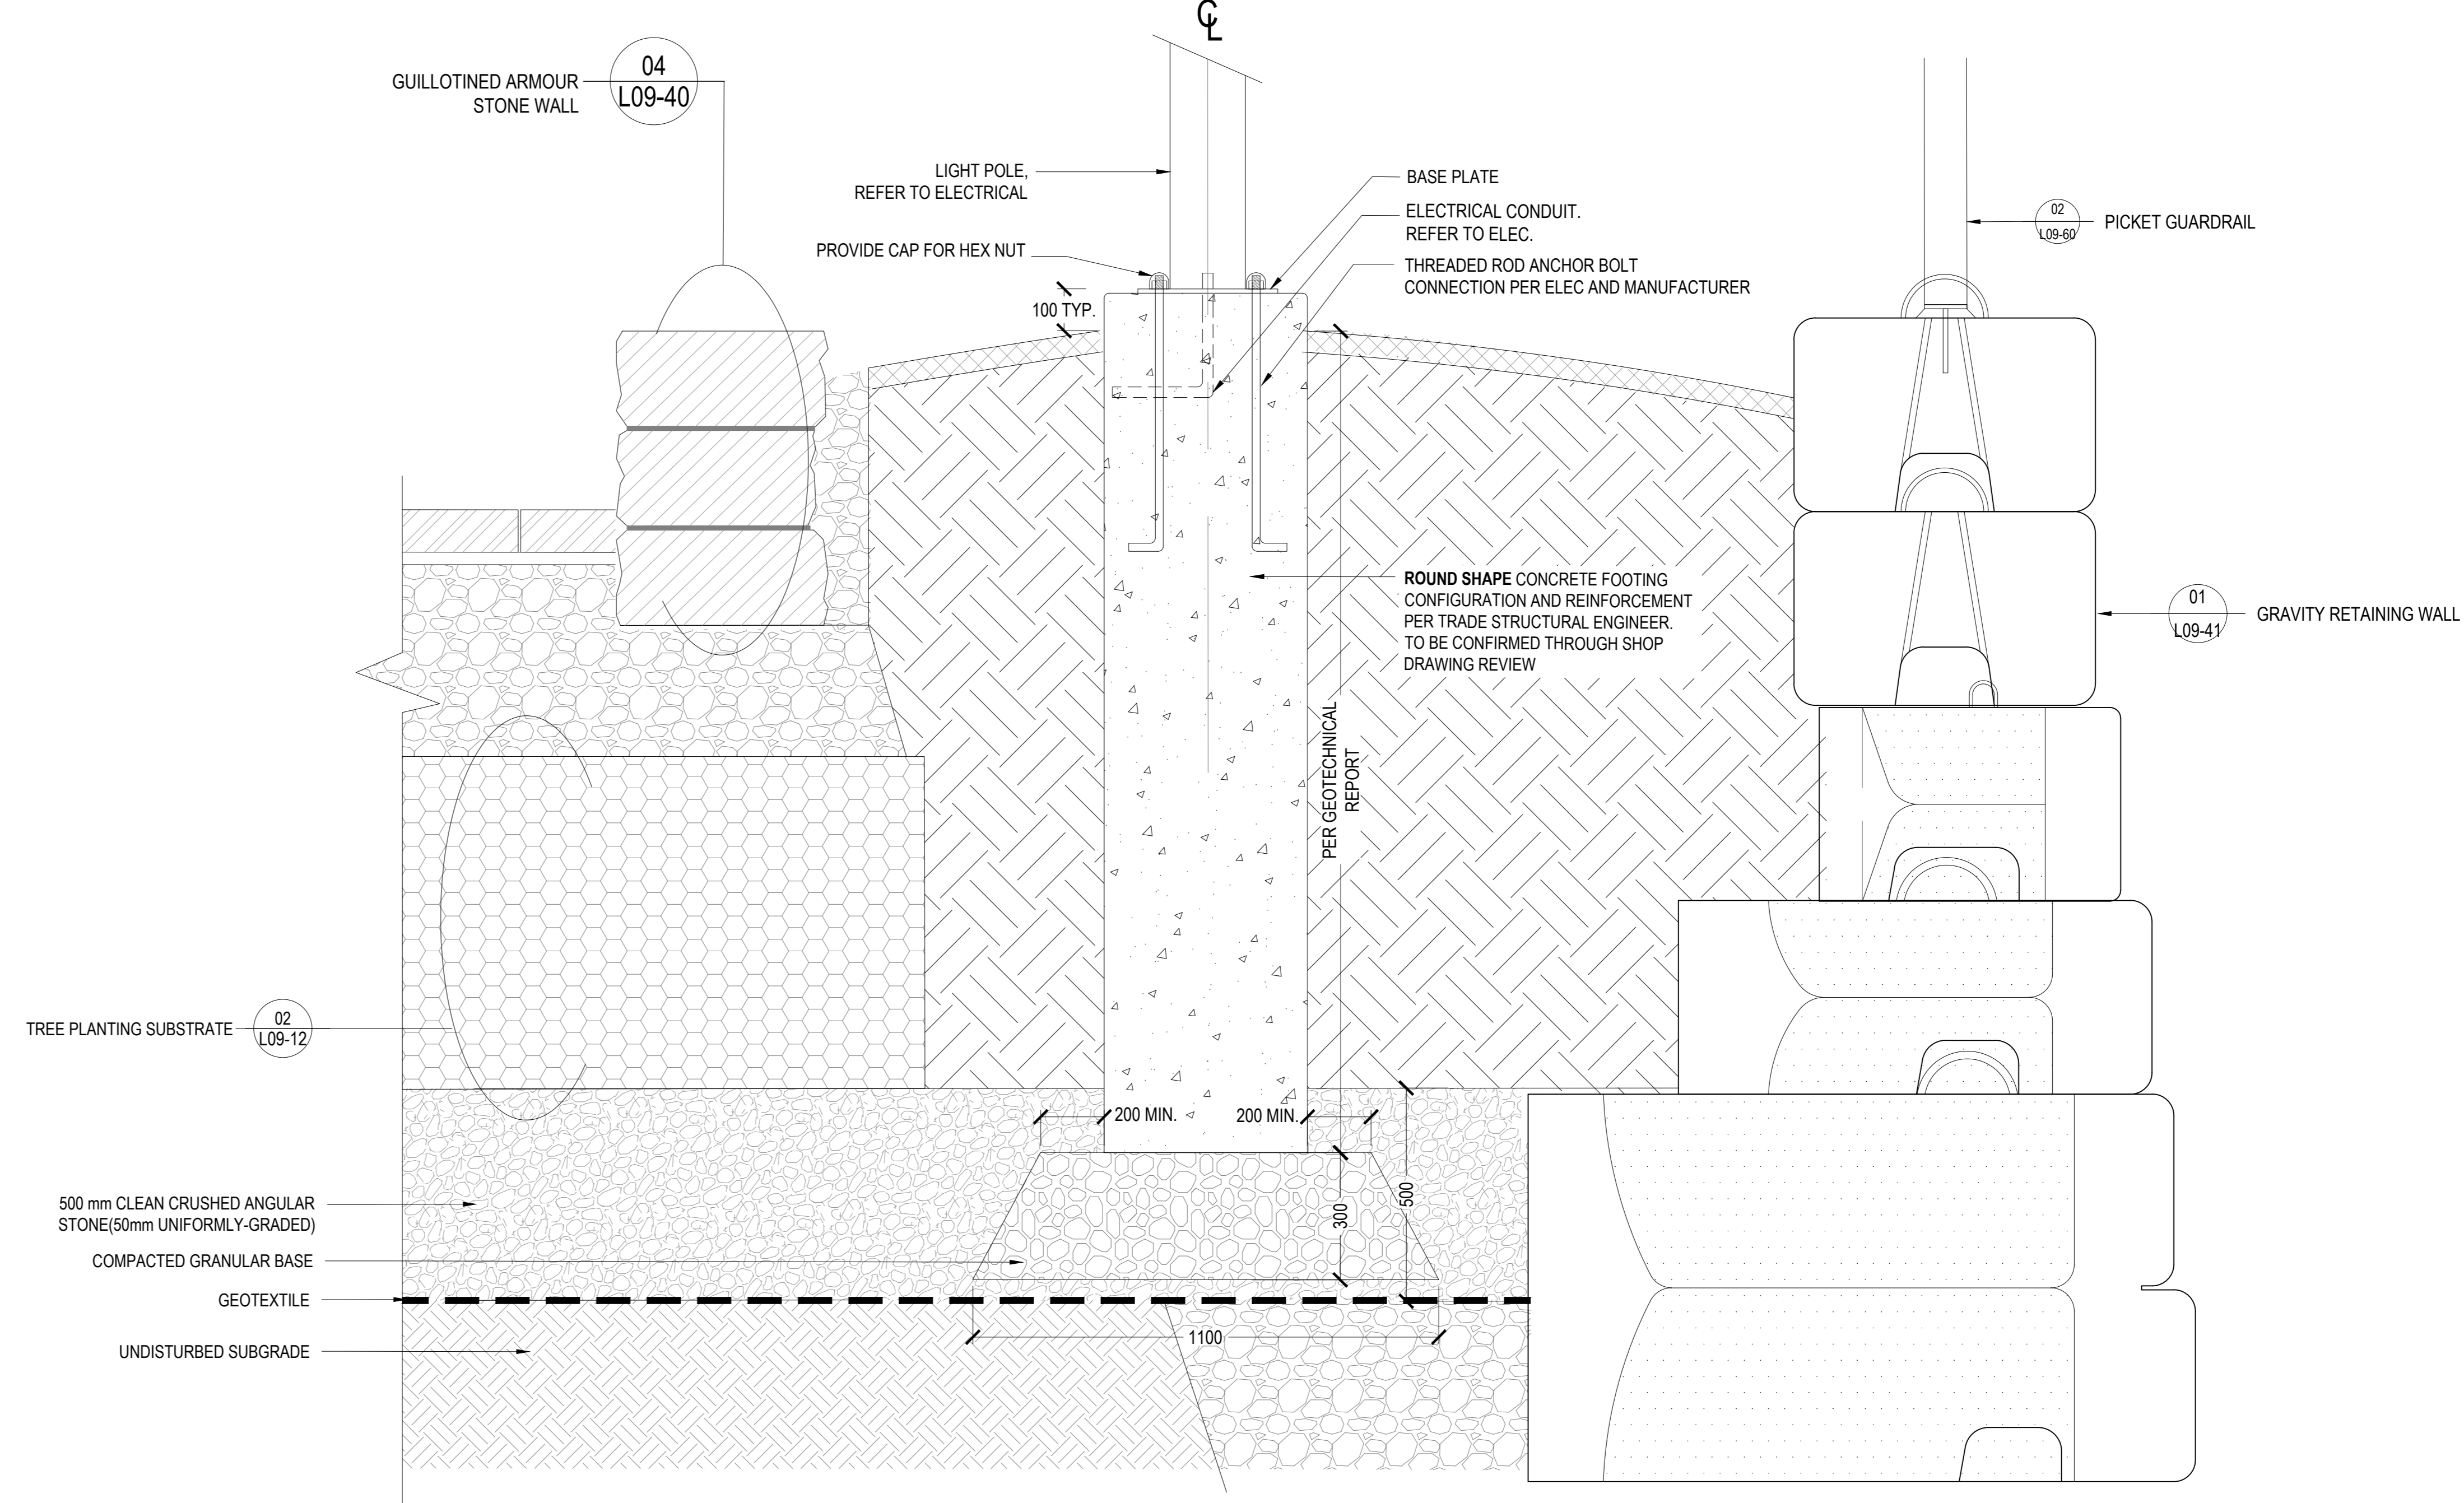 ℄
GUILLOTINED ARMOUR
STONE WALL
04
L09-40
LIGHT POLE,
REFER TO ELECTRICAL
PROVIDE CAP FOR HEX NUT
100 TYP.
BASE PLATE
ELECTRICAL CONDUIT.
REFER TO ELEC.
THREADED ROD ANCHOR BOLT
CONNECTION PER ELEC AND MANUFACTURER
02
L09-60
PICKET GUARDRAIL
ROUND SHAPE CONCRETE FOOTING
CONFIGURATION AND REINFORCEMENT
PER TRADE STRUCTURAL ENGINEER.
TO BE CONFIRMED THROUGH SHOP
DRAWING REVIEW
01
L09-41
GRAVITY RETAINING WALL
PER GEOTECHNICAL
REPORT
TREE PLANTING SUBSTRATE
02
L09-12
200 MIN.
200 MIN.
500 mm CLEAN CRUSHED ANGULAR
STONE(50mm UNIFORMLY-GRADED)
300
500
COMPACTED GRANULAR BASE
GEOTEXTILE
1100
UNDISTURBED SUBGRADE